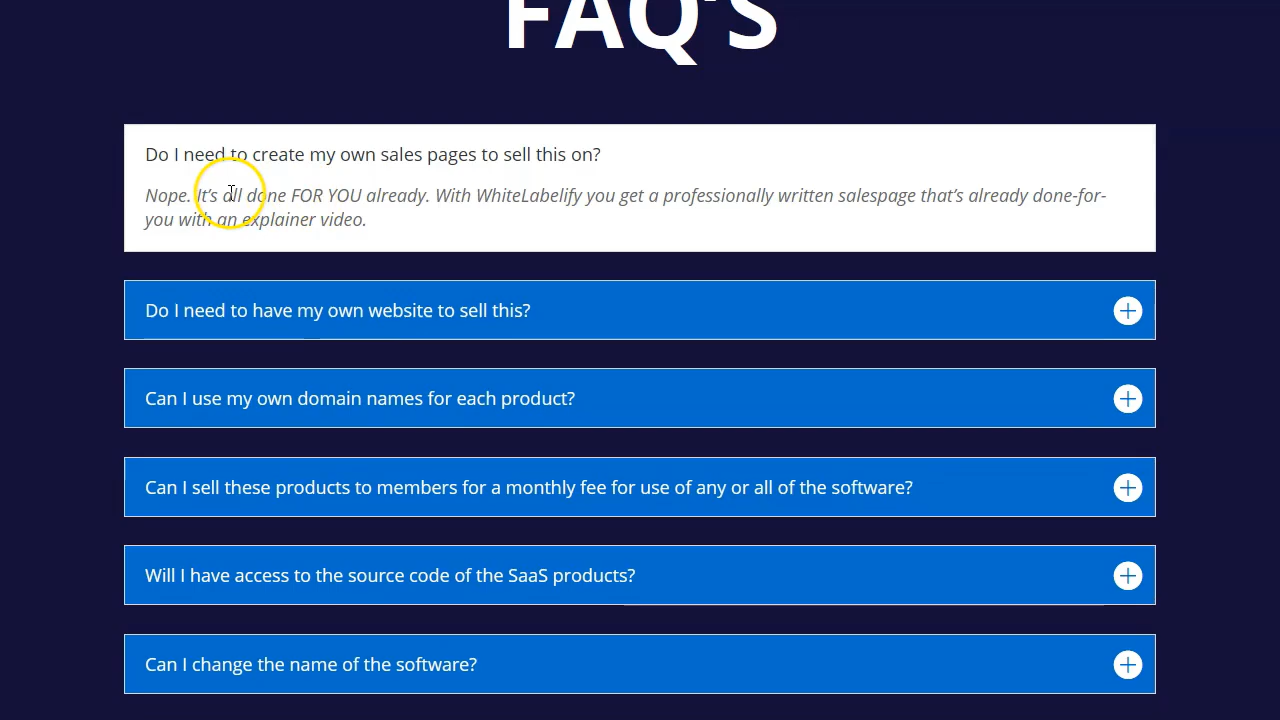 FAQ'S
Do I need to create my own sales pages to sell this on?
Nope. It’s all done FOR YOU already. With WhiteLabelify you get a professionally written salespage that’s already done-for-
you with an explainer video.
Do I need to have my own website to sell this?
Can I use my own domain names for each product?
Can I sell these products to members for a monthly fee for use of any or all of the software?
Will I have access to the source code of the SaaS products?
Can I change the name of the software?